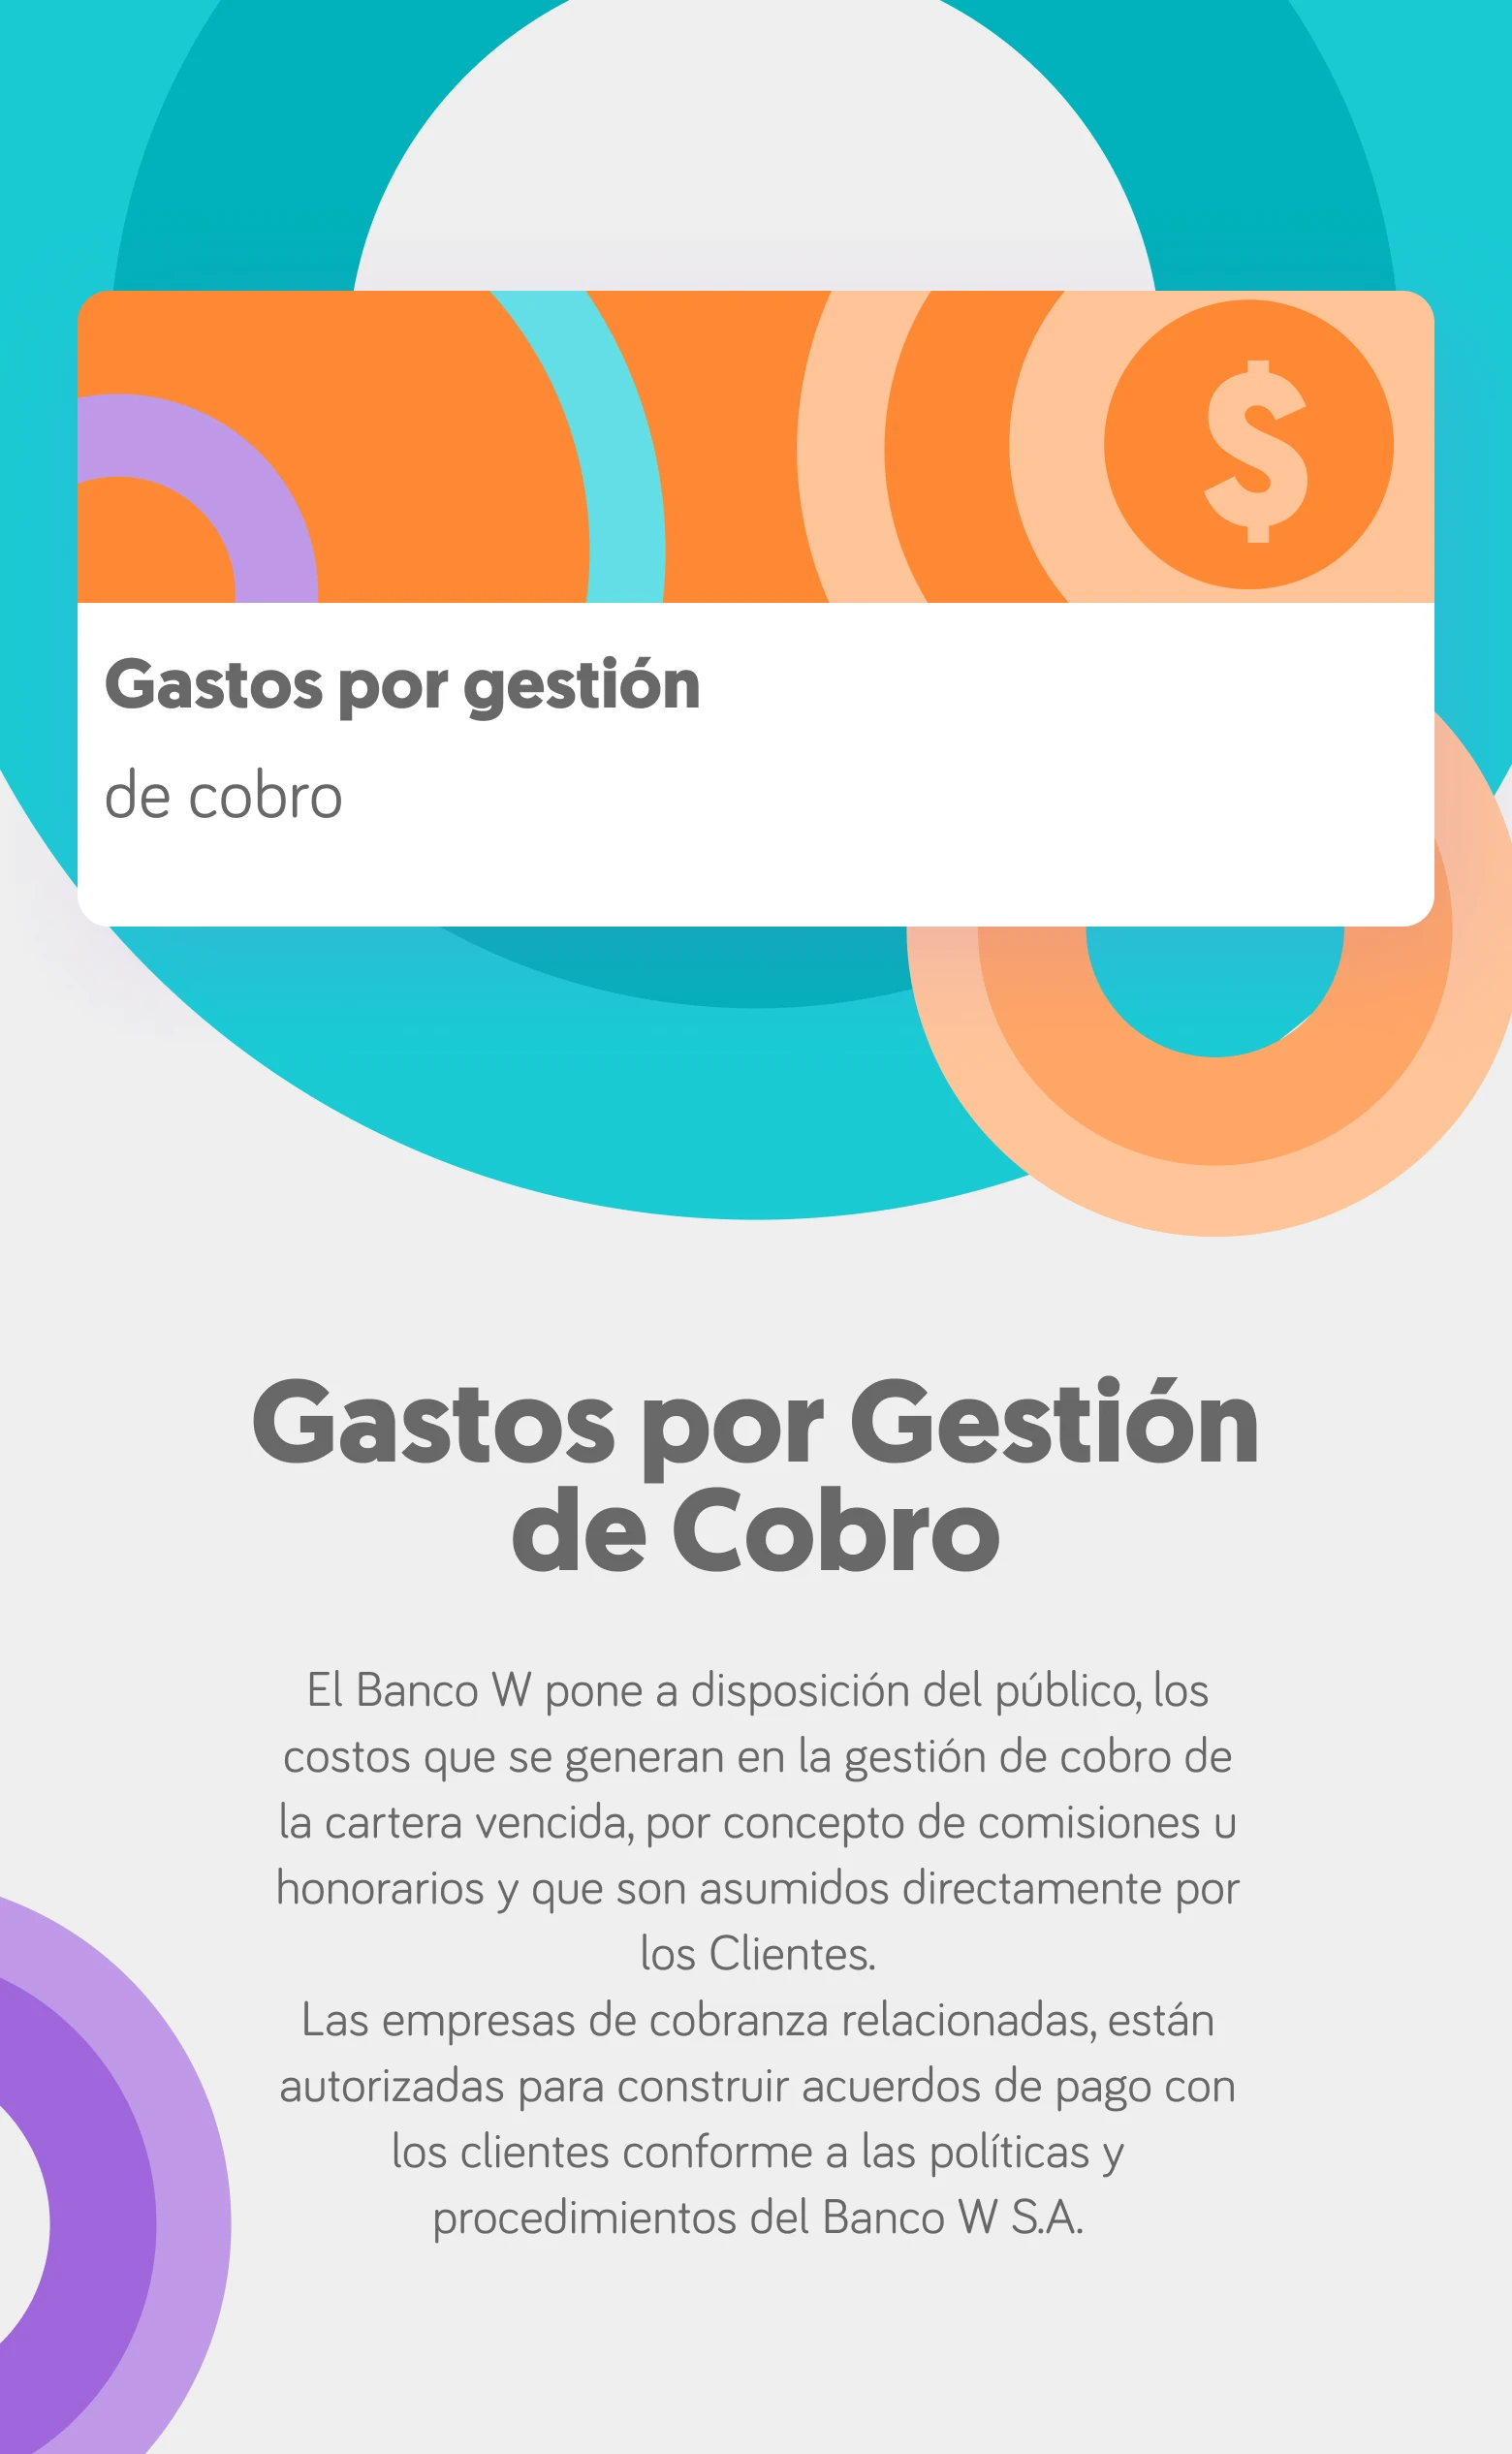 $
Gastos por gestión
de cobro
Gastos por Gestión
de Cobro
El Banco W pone a disposición del público, los
costos que se generan en la gestión de cobro de
la cartera vencida, por concepto de comisiones u
honorarios y que son asumidos directamente por
los Clientes.
Las empresas de cobranza relacionadas, están
autorizadas para construir acuerdos de pago con
los clientes conforme a las políticas y
procedimientos del Banco W S.A.